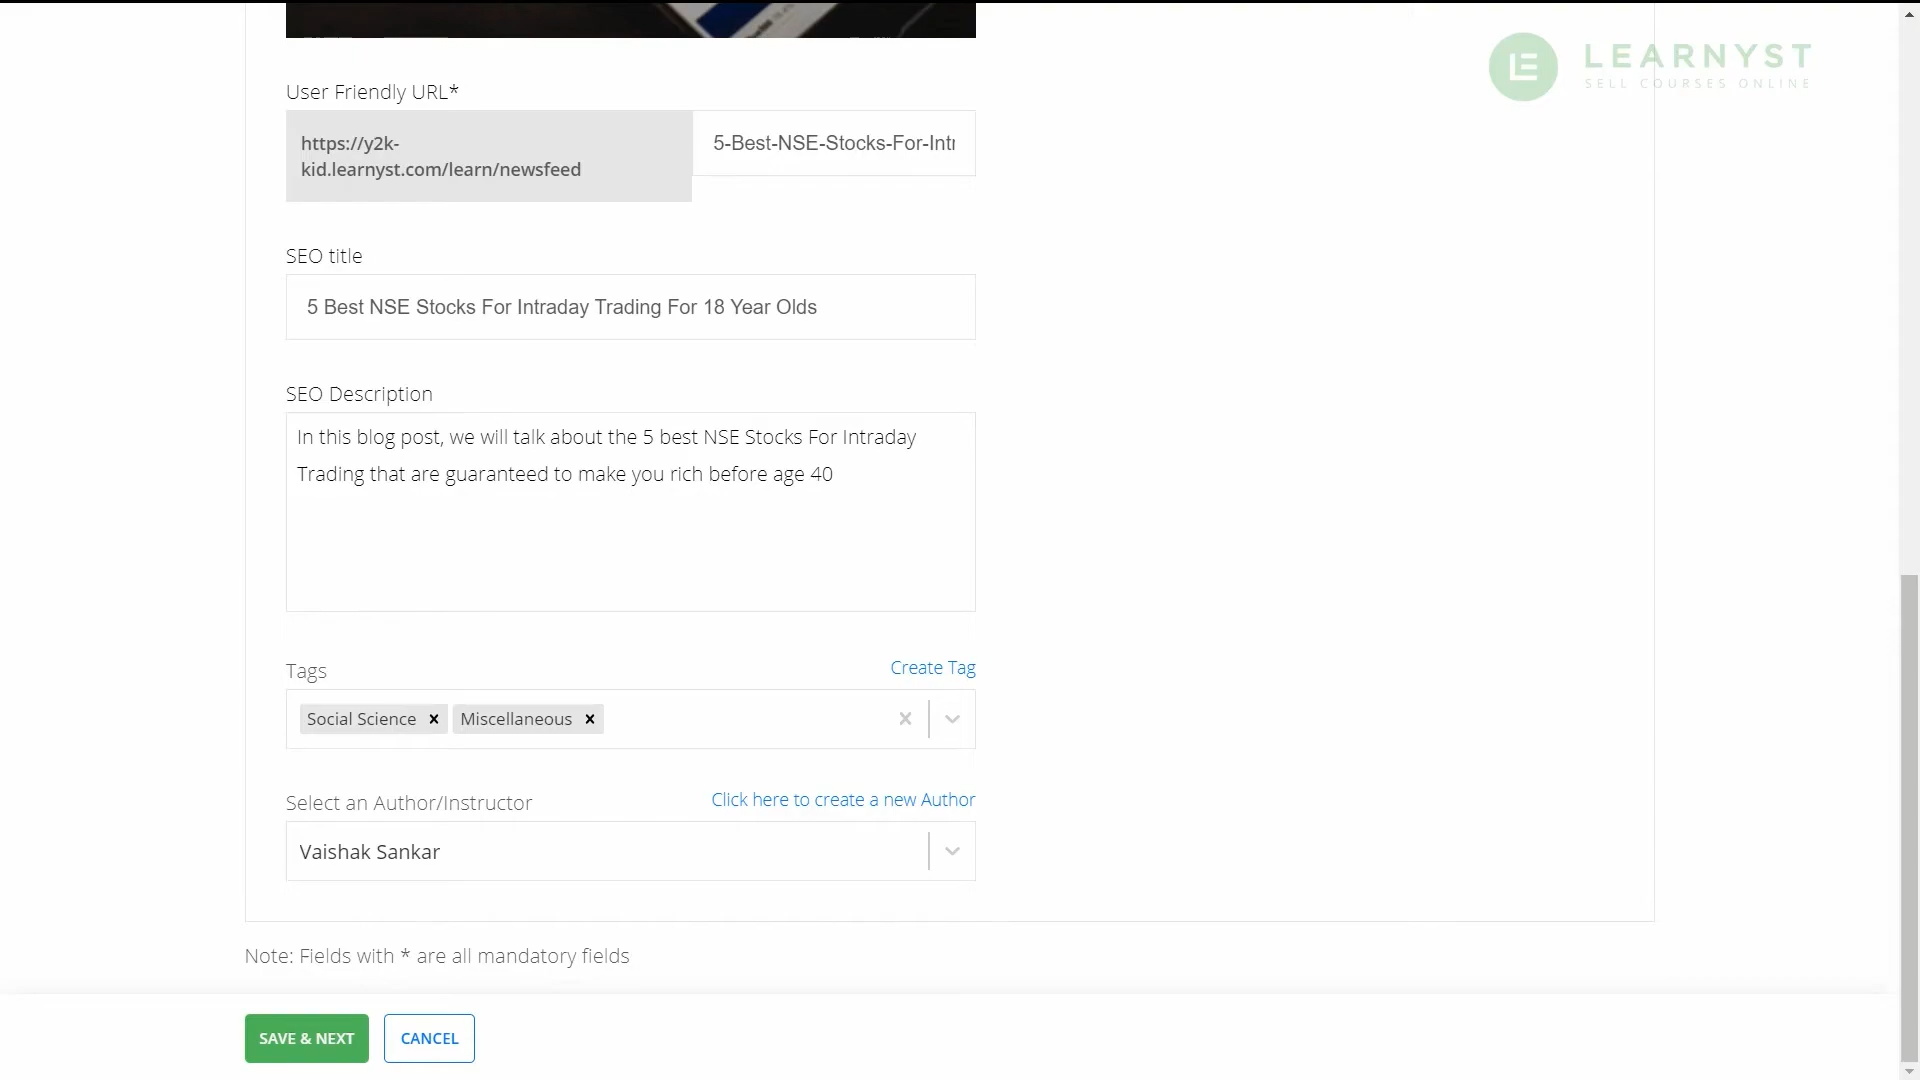 LEARNYST
SELL COURSES ONLINE
User Friendly URL*
https://y2k-
kid.learnyst.com/learn/newsfeed
5-Best-NSE-Stocks-For-Intr
SEO title
5 Best NSE Stocks For Intraday Trading For 18 Year Olds
SEO Description
In this blog post, we will talk about the 5 best NSE Stocks For Intraday
Trading that are guaranteed to make you rich before age 40
Tags
Create Tag
Social Science
Miscellaneous
Select an Author/Instructor
Click here to create a new Author
Vaishak Sankar
Note: Fields with * are all mandatory fields
SAVE & NEXT
CANCEL